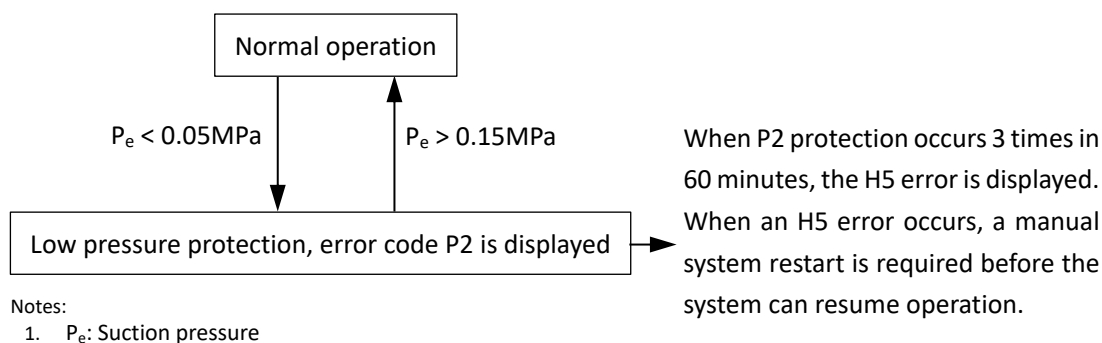 Normal operation
Pₑ < 0.05MPa
Pₑ > 0.15MPa
Low pressure protection, error code P2 is displayed
When P2 protection occurs 3 times in
60 minutes, the H5 error is displayed.
When an H5 error occurs, a manual
system restart is required before the
system can resume operation.
Notes:
1. Pₑ: Suction pressure